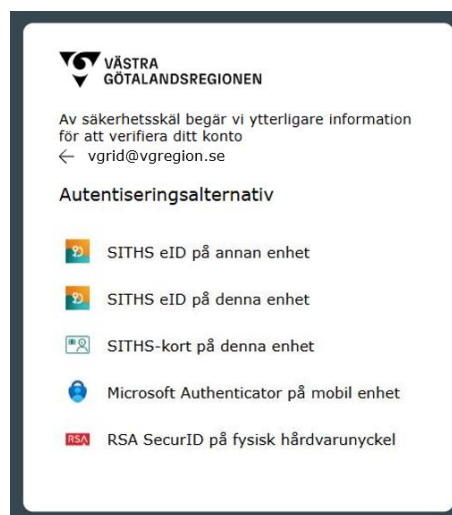 VÄSTRA
GÖTALANDSREGIONEN
Av säkerhetsskäl begär vi ytterligare information
för att verifiera ditt konto
← vgrid@vgregion.se
Autentiseringsalternativ
SITHS eID på annan enhet
SITHS eID på denna enhet
SITHS-kort på denna enhet
Microsoft Authenticator på mobil enhet
RSA RSA SecurID på fysisk hårdvarunyckel